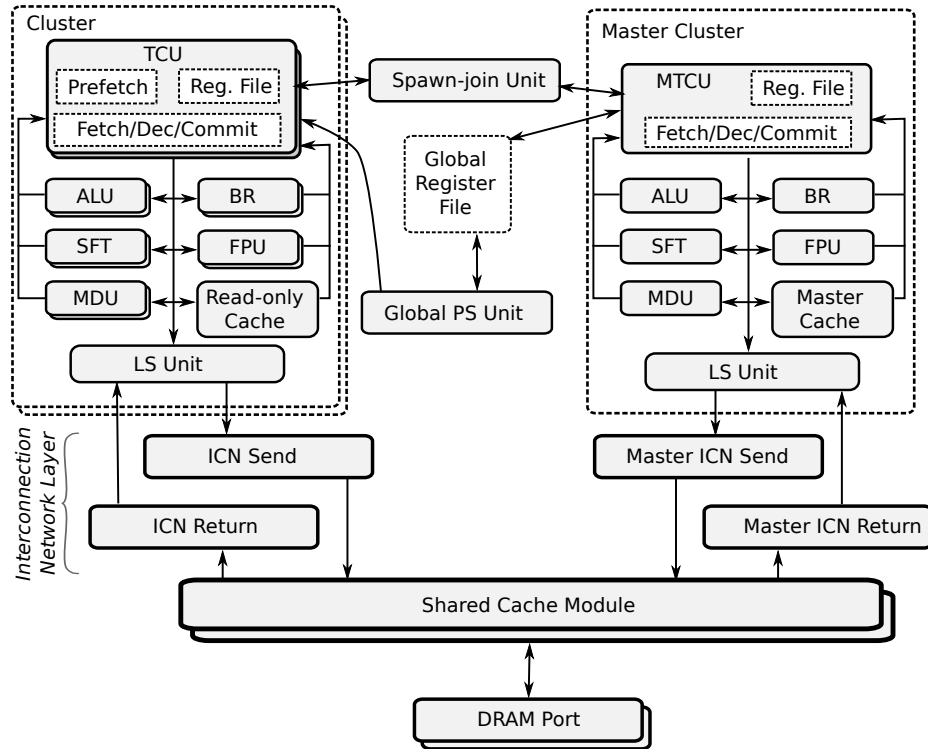 Cluster
TCU
Prefetch
Reg. File
Fetch/Dec/Commit
ALU
BR
SFT
FPU
MDU
Read-only
Cache
LS Unit
Spawn-join Unit
Global
Register
File
Global PS Unit
Master Cluster
MTCU
Reg. File
Fetch/Dec/Commit
ALU
BR
SFT
FPU
MDU
Master
Cache
LS Unit
Interconnection
Network Layer
ICN Send
ICN Return
Master ICN Send
Master ICN Return
Shared Cache Module
DRAM Port